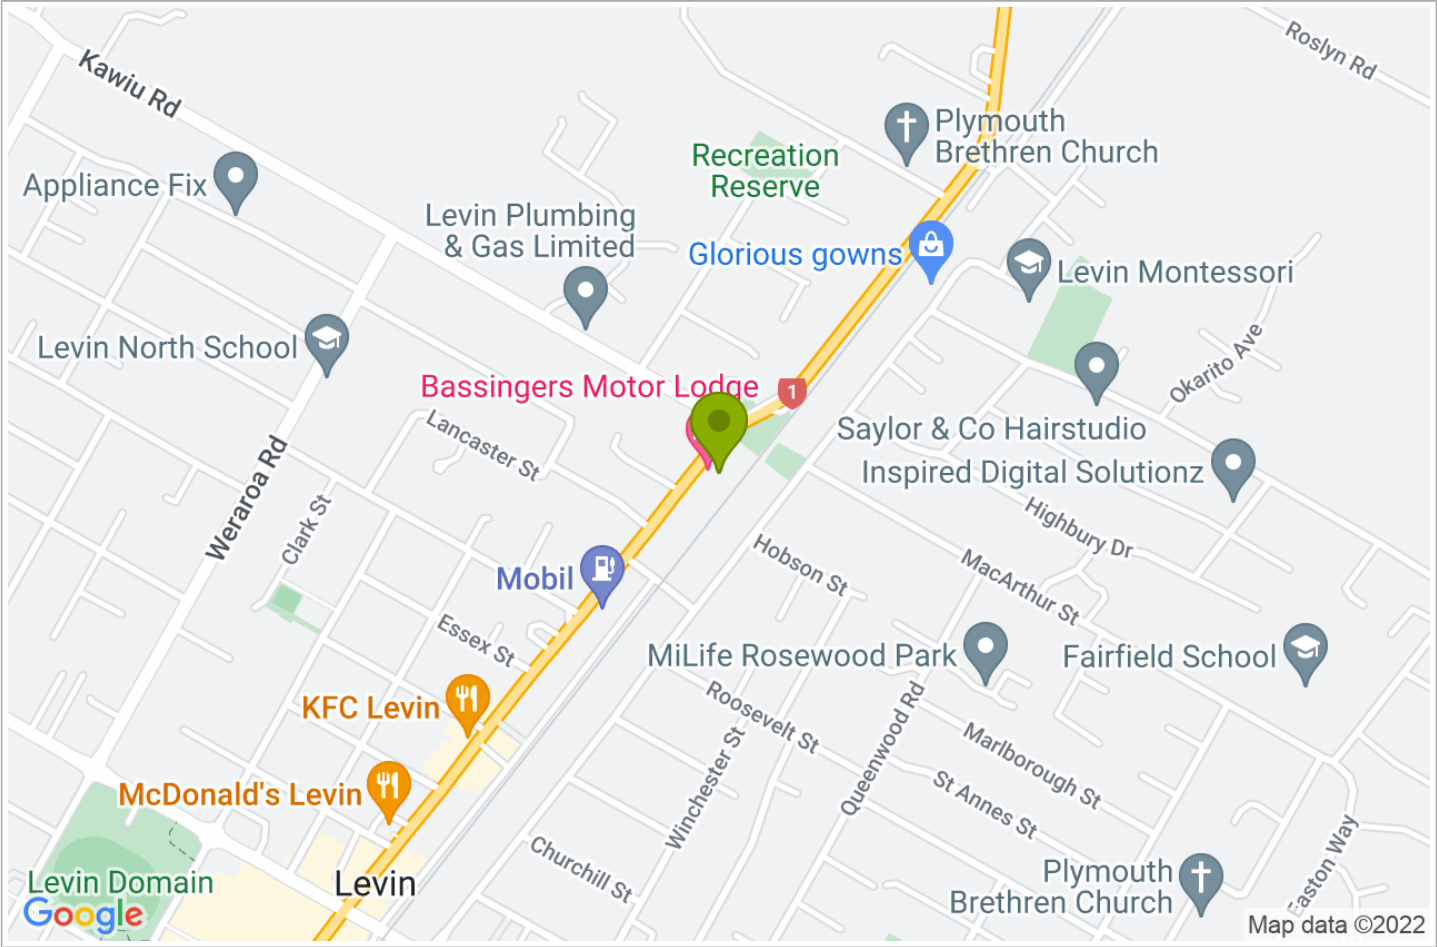 Roslyn Rd
Kawiu Rd
Plymouth
Brethren Church
Recreation
Reserve
Appliance Fix
Levin Plumbing
& Gas Limited
Glorious gowns
Levin Montessori
Levin North School
Okarito Ave
Bassingers Motor Lodge
1
Lancaster St
Saylor & Co Hairstudio
Inspired Digital Solutionz
Weraroa Rd
Clark St
Highbury Dr
Hobson St
MacArthur St
Mobil
Essex St
MiLife Rosewood Park
Fairfield School
KFC Levin
Roosevelt St
Queenwood Rd
Winchester St
Marlborough St
McDonald's Levin
St Annes St
Churchill St
Easton Way
Levin Domain
Levin
Plymouth
Brethren Church
Google
Map data ©2022